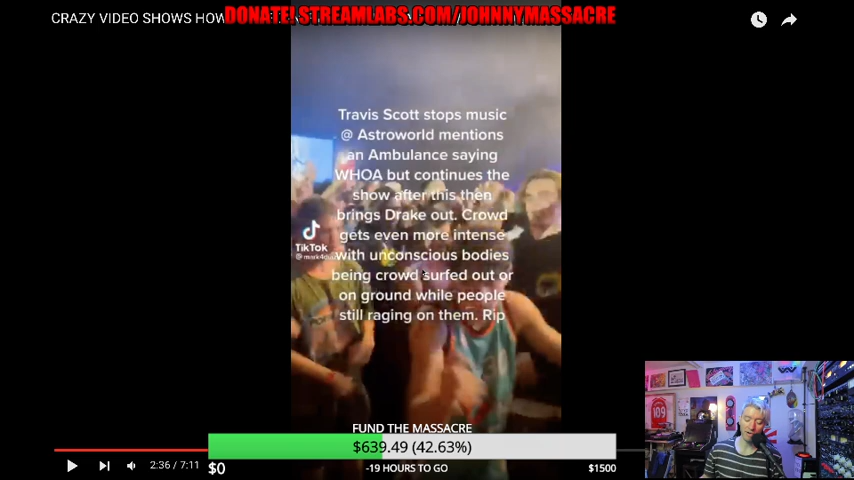 CRAZY VIDEO SHOWS HOW
DONATE! STREAMLABS.COM/JOHNNYMASSACRE
Travis Scott stops music
@ Astroworld mentions
an Ambulance saying
WHOA but continues the
show after this then
brings Drake out. Crowd
gets even more intense
with unconscious bodies
being crowd surfed out or
on ground while people
still raging on them. Rip
TikTok
109
FUND THE MASSACRE
$639.49 (42.63%)
2:36 / 7:11
$0
-19 HOURS TO GO
$1500